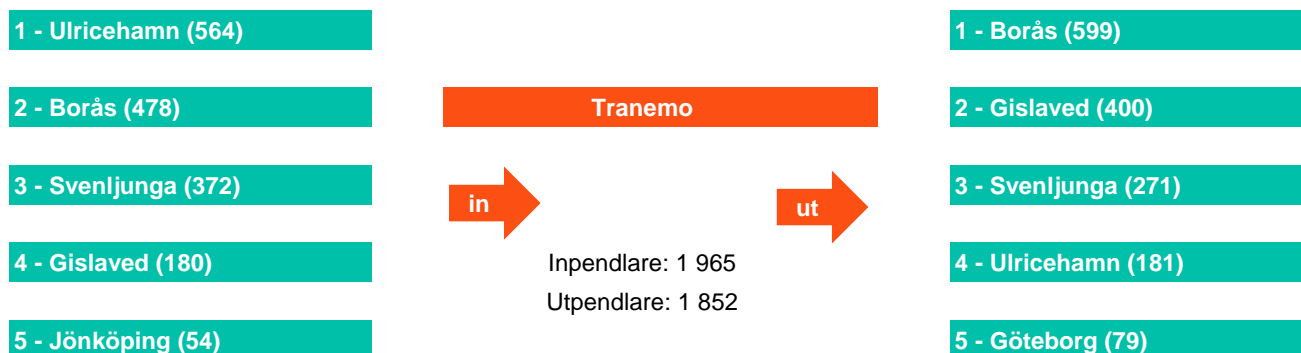 1 - Ulricehamn (564)
2 - Borås (478)
3 - Svenljunga (372)
4 - Gislaved (180)
5 - Jönköping (54)
Tranemo
in
ut
Inpendlare: 1 965
Utpendlare: 1 852
1 - Borås (599)
2 - Gislaved (400)
3 - Svenljunga (271)
4 - Ulricehamn (181)
5 - Göteborg (79)